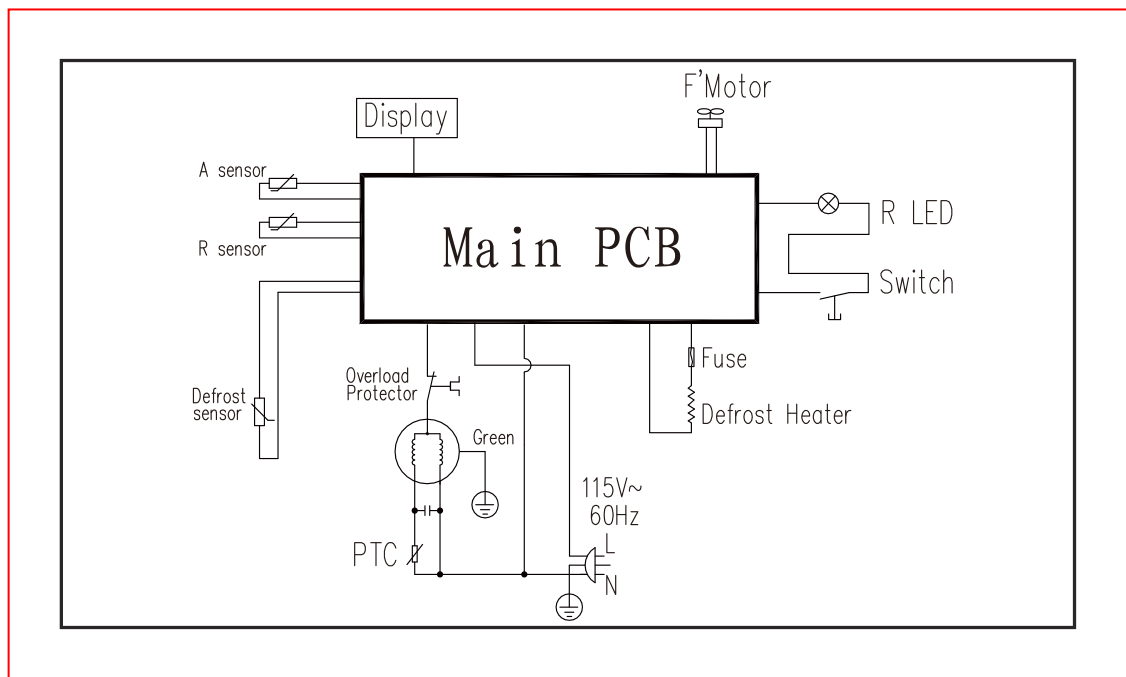 F'Motor
Display
A sensor
R LED
Main PCB
R sensor
Switch
Fuse
Overload
Protector
Defrost
sensor
Defrost Heater
Green
115V~
60Hz
L
PTC
N